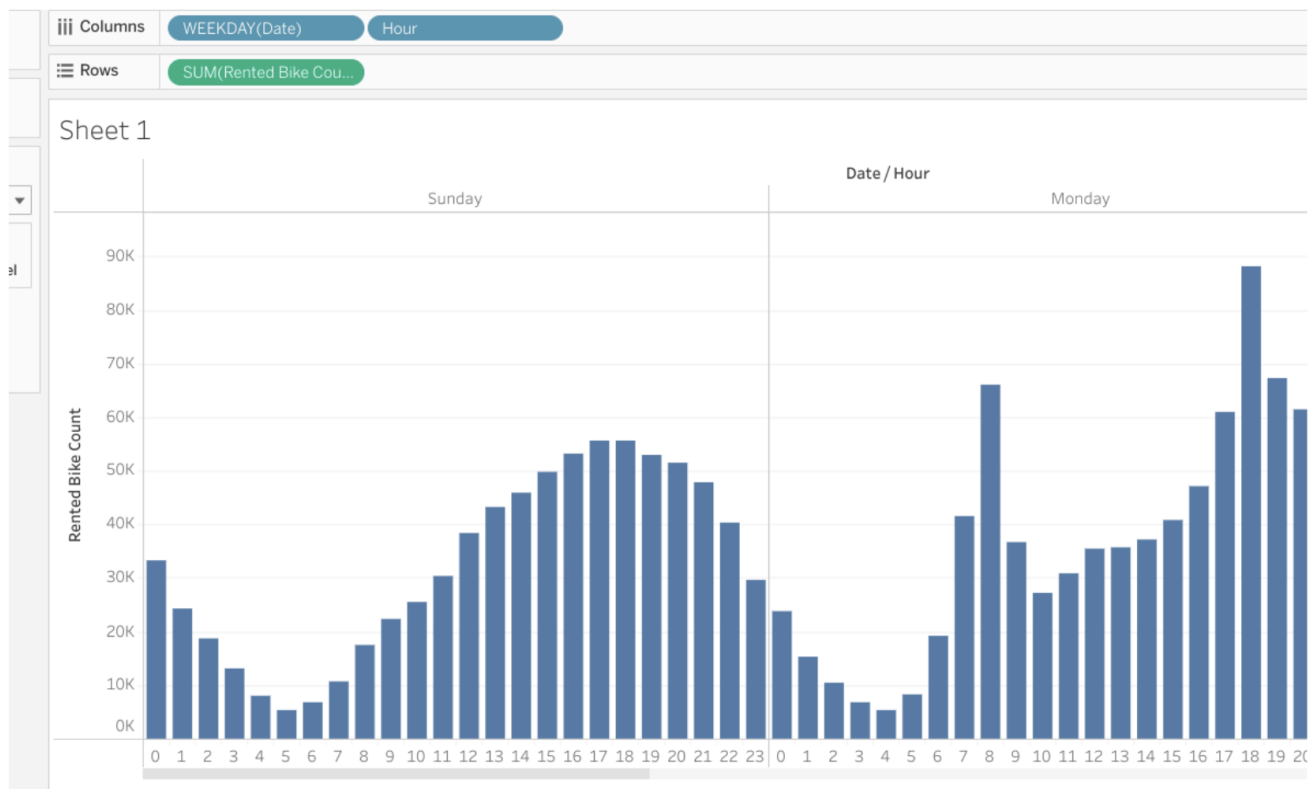 Columns WEEKDAY(Date) Hour
Rows SUM(Rented Bike Cou...
Sheet 1
Date / Hour
Sunday Monday
el
90K
80K
70K
60K
50K
40K
30K
20K
10K
0K
Rented Bike Count
0 1 2 3 4 5 6 7 8 9 10 11 12 13 14 15 16 17 18 19 20 21 22 23 0 1 2 3 4 5 6 7 8 9 10 11 12 13 14 15 16 17 18 19 20